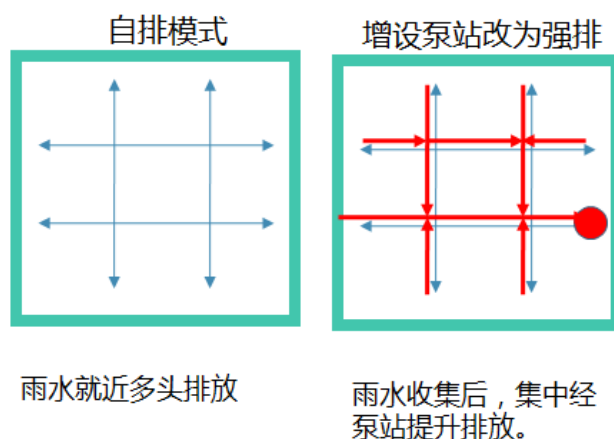 自排模式
增设泵站改为强排
雨水就近多头排放
雨水收集后，集中经
泵站提升排放。